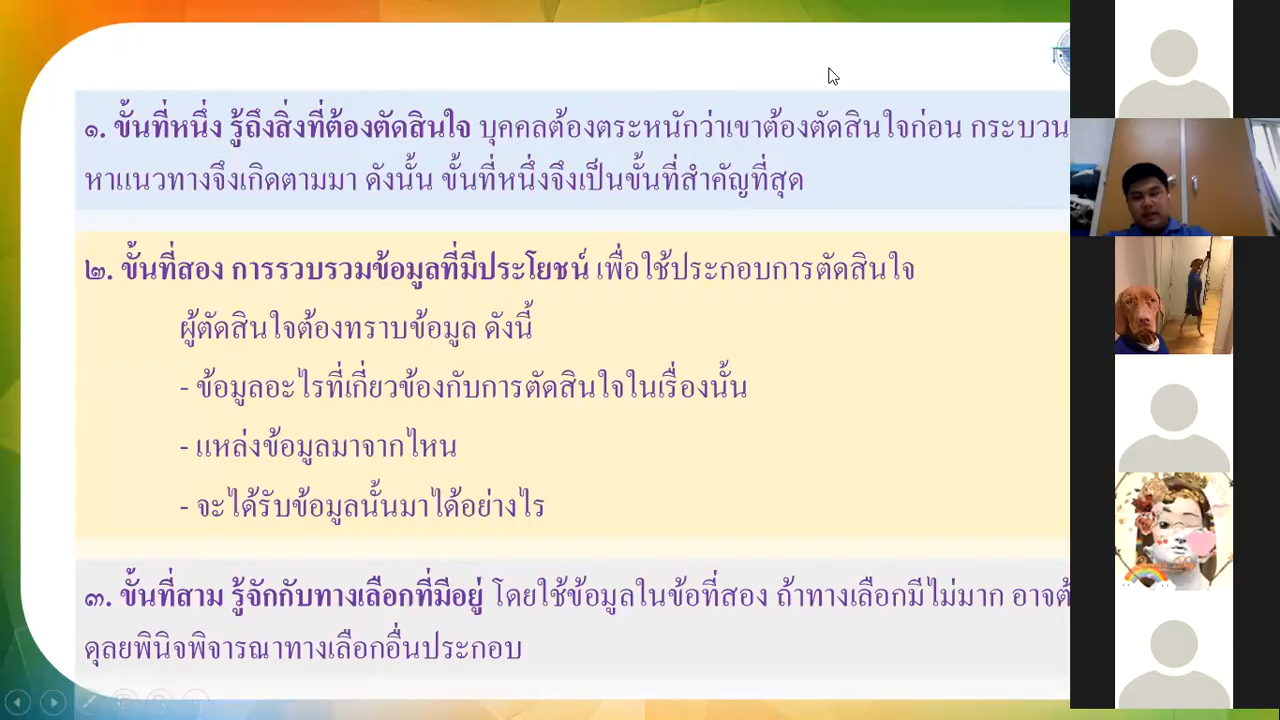 ๑. ขั้นที่หนึ่ง รู้ถึงสิ่งที่ต้องตัดสินใจ บุคคลต้องตระหนักว่าเขาต้องตัดสินใจก่อน กระบวน
หาแนวทางจึงเกิดตามมา ดังนั้น ขั้นที่หนึ่งจึงเป็นขั้นที่สำคัญที่สุด
๒. ขั้นที่สอง การรวบรวมข้อมูลที่มีประโยชน์ เพื่อใช้ประกอบการตัดสินใจ
ผู้ตัดสินใจต้องทราบข้อมูล ดังนี้
- ข้อมูลอะไรที่เกี่ยวข้องกับการตัดสินใจในเรื่องนั้น
- แหล่งข้อมูลมาจากไหน
- จะได้รับข้อมูลนั้นมาได้อย่างไร
๓. ขั้นที่สาม รู้จักกับทางเลือกที่มีอยู่ โดยใช้ข้อมูลในข้อที่สอง ถ้าทางเลือกมีไม่มาก อาจต้
ดุลยพินิจพิจารณาทางเลือกอื่นประกอบ